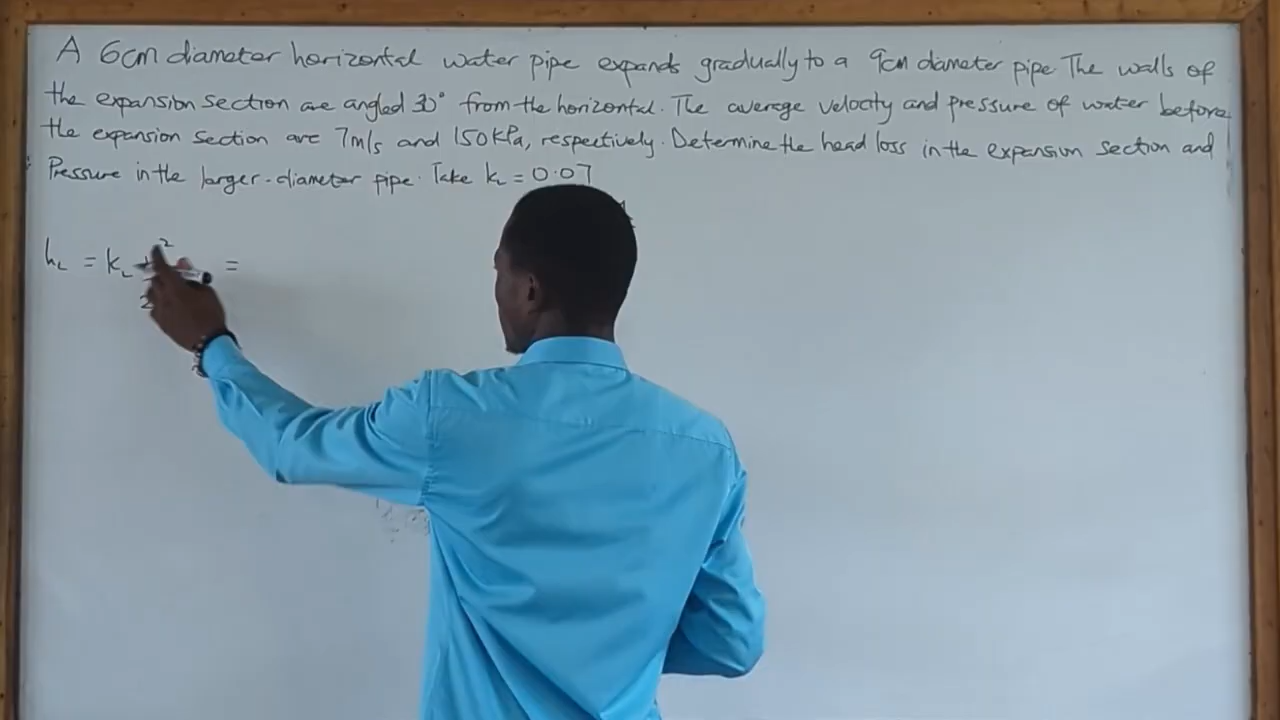 A 6cm diameter horizontal water pipe expands gradually to a 9cm diameter pipe The walls of
the expansion section are angled 30° from the horizontal. The average velocity and pressure of water before
the expansion section are 7m/s and 150kPa, respectively. Determine the head loss in the expansion section and
Pressure in the larger-diameter pipe. Take kL = 0.07
hL = kL 2 =
2